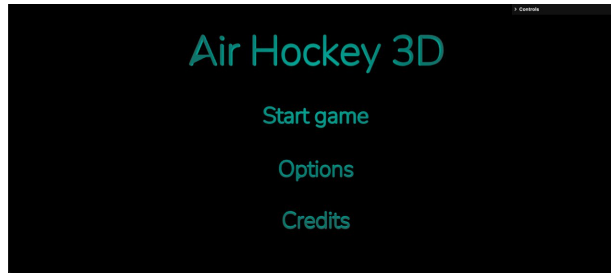 > Controls
Air Hockey 3D
Start game
Options
Credits